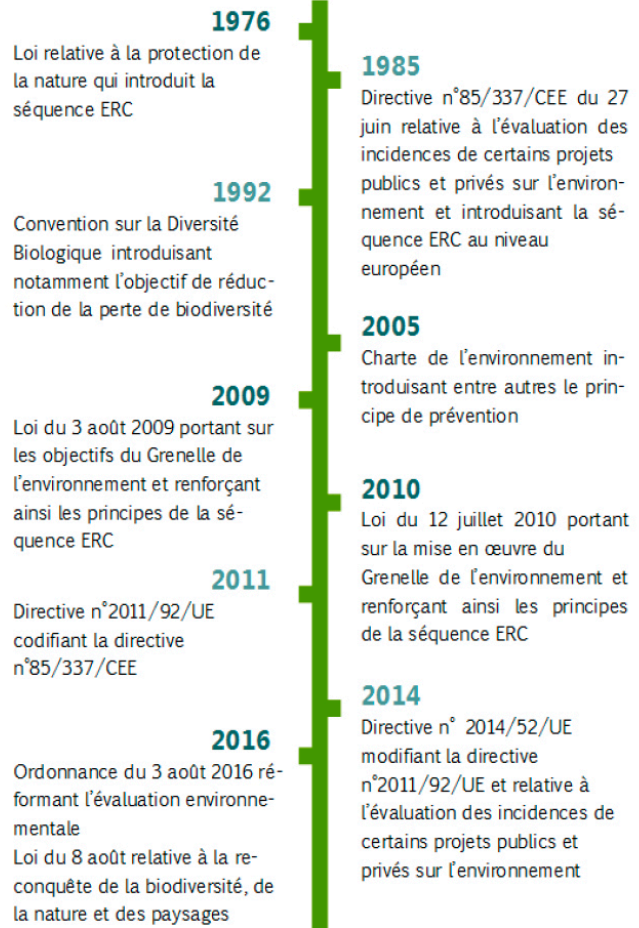 1976
Loi relative à la protection de
la nature qui introduit la
séquence ERC
1985
Directive n°85/337/CEE du 27
juin relative à l'évaluation des
incidences de certains projets
publics et privés sur l'environ-
nement et introduisant la sé-
quence ERC au niveau
européen
1992
Convention sur la Diversité
Biologique introduisant
notamment l'objectif de réduc-
tion de la perte de biodiversité
2005
Charte de l'environnement in-
troduisant entre autres le prin-
cipe de prévention
2009
Loi du 3 août 2009 portant sur
les objectifs du Grenelle de
l'environnement et renforçant
ainsi les principes de la sé-
quence ERC
2010
Loi du 12 juillet 2010 portant
sur la mise en œuvre du
Grenelle de l'environnement et
renforçant ainsi les principes
de la séquence ERC
2011
Directive n°2011/92/UE
codifiant la directive
n°85/337/CEE
2014
Directive n° 2014/52/UE
modifiant la directive
n°2011/92/UE et relative à
l'évaluation des incidences de
certains projets publics et
privés sur l'environnement
2016
Ordonnance du 3 août 2016 ré-
formant l'évaluation environne-
mentale
Loi du 8 août relative à la re-
conquête de la biodiversité, de
la nature et des paysages